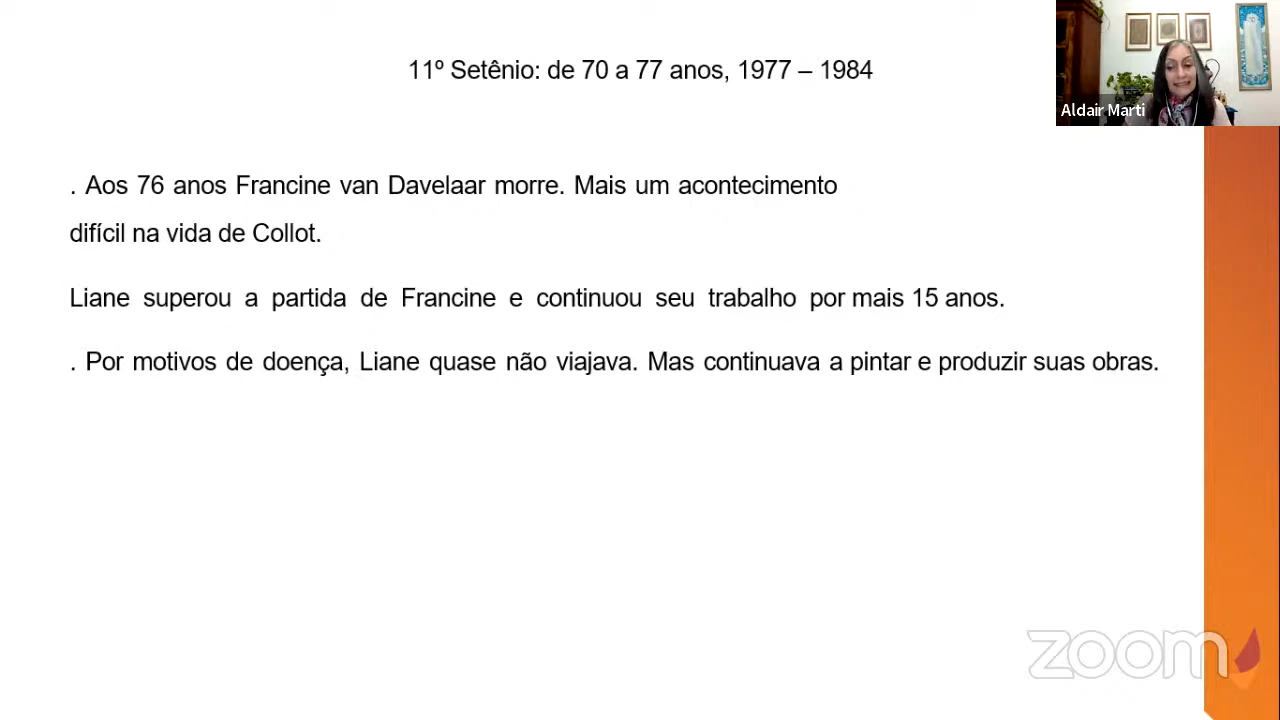 11º Setênio: de 70 a 77 anos, 1977 – 1984
Aldair Marti
. Aos 76 anos Francine van Davelaar morre. Mais um acontecimento
difícil na vida de Collot.
Liane superou a partida de Francine e continuou seu trabalho por mais 15 anos.
. Por motivos de doença, Liane quase não viajava. Mas continuava a pintar e produzir suas obras.
zoom